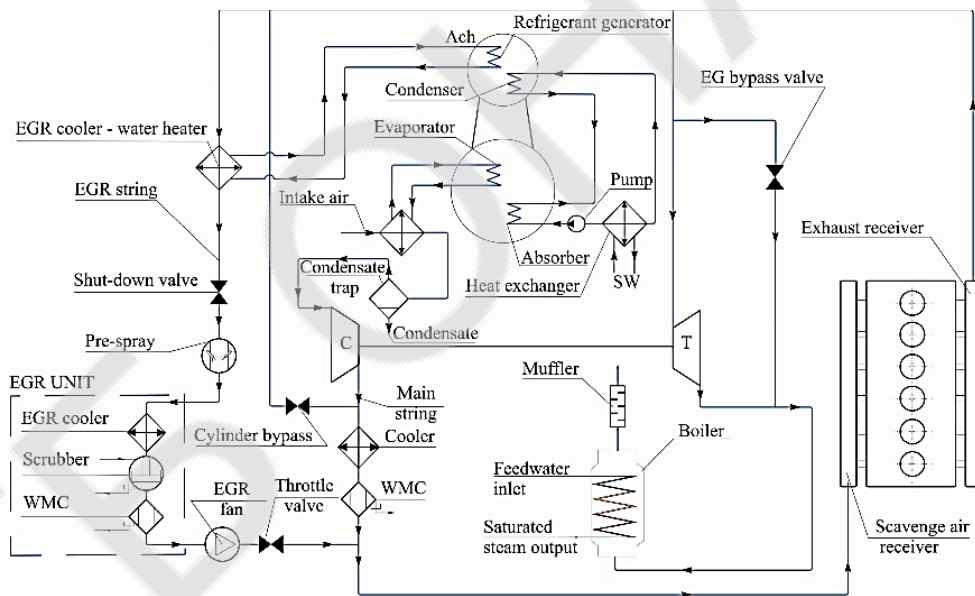 Refrigerant generator
Ach
Condenser
EG bypass valve
EGR cooler - water heater
Evaporator
EGR string
Intake air
Pump
Exhaust receiver
Absorber
Shut-down valve
Condensate
trap
Heat exchanger
SW
Condensate
Pre-spray
C
T
EGR UNIT
Muffler
Main
string
EGR cooler
Cylinder bypass
Cooler
Boiler
Scrubber
Feedwater
inlet
EGR
fan
Throttle
valve
WMC
WMC
Saturated
steam output
Scavenge air
receiver